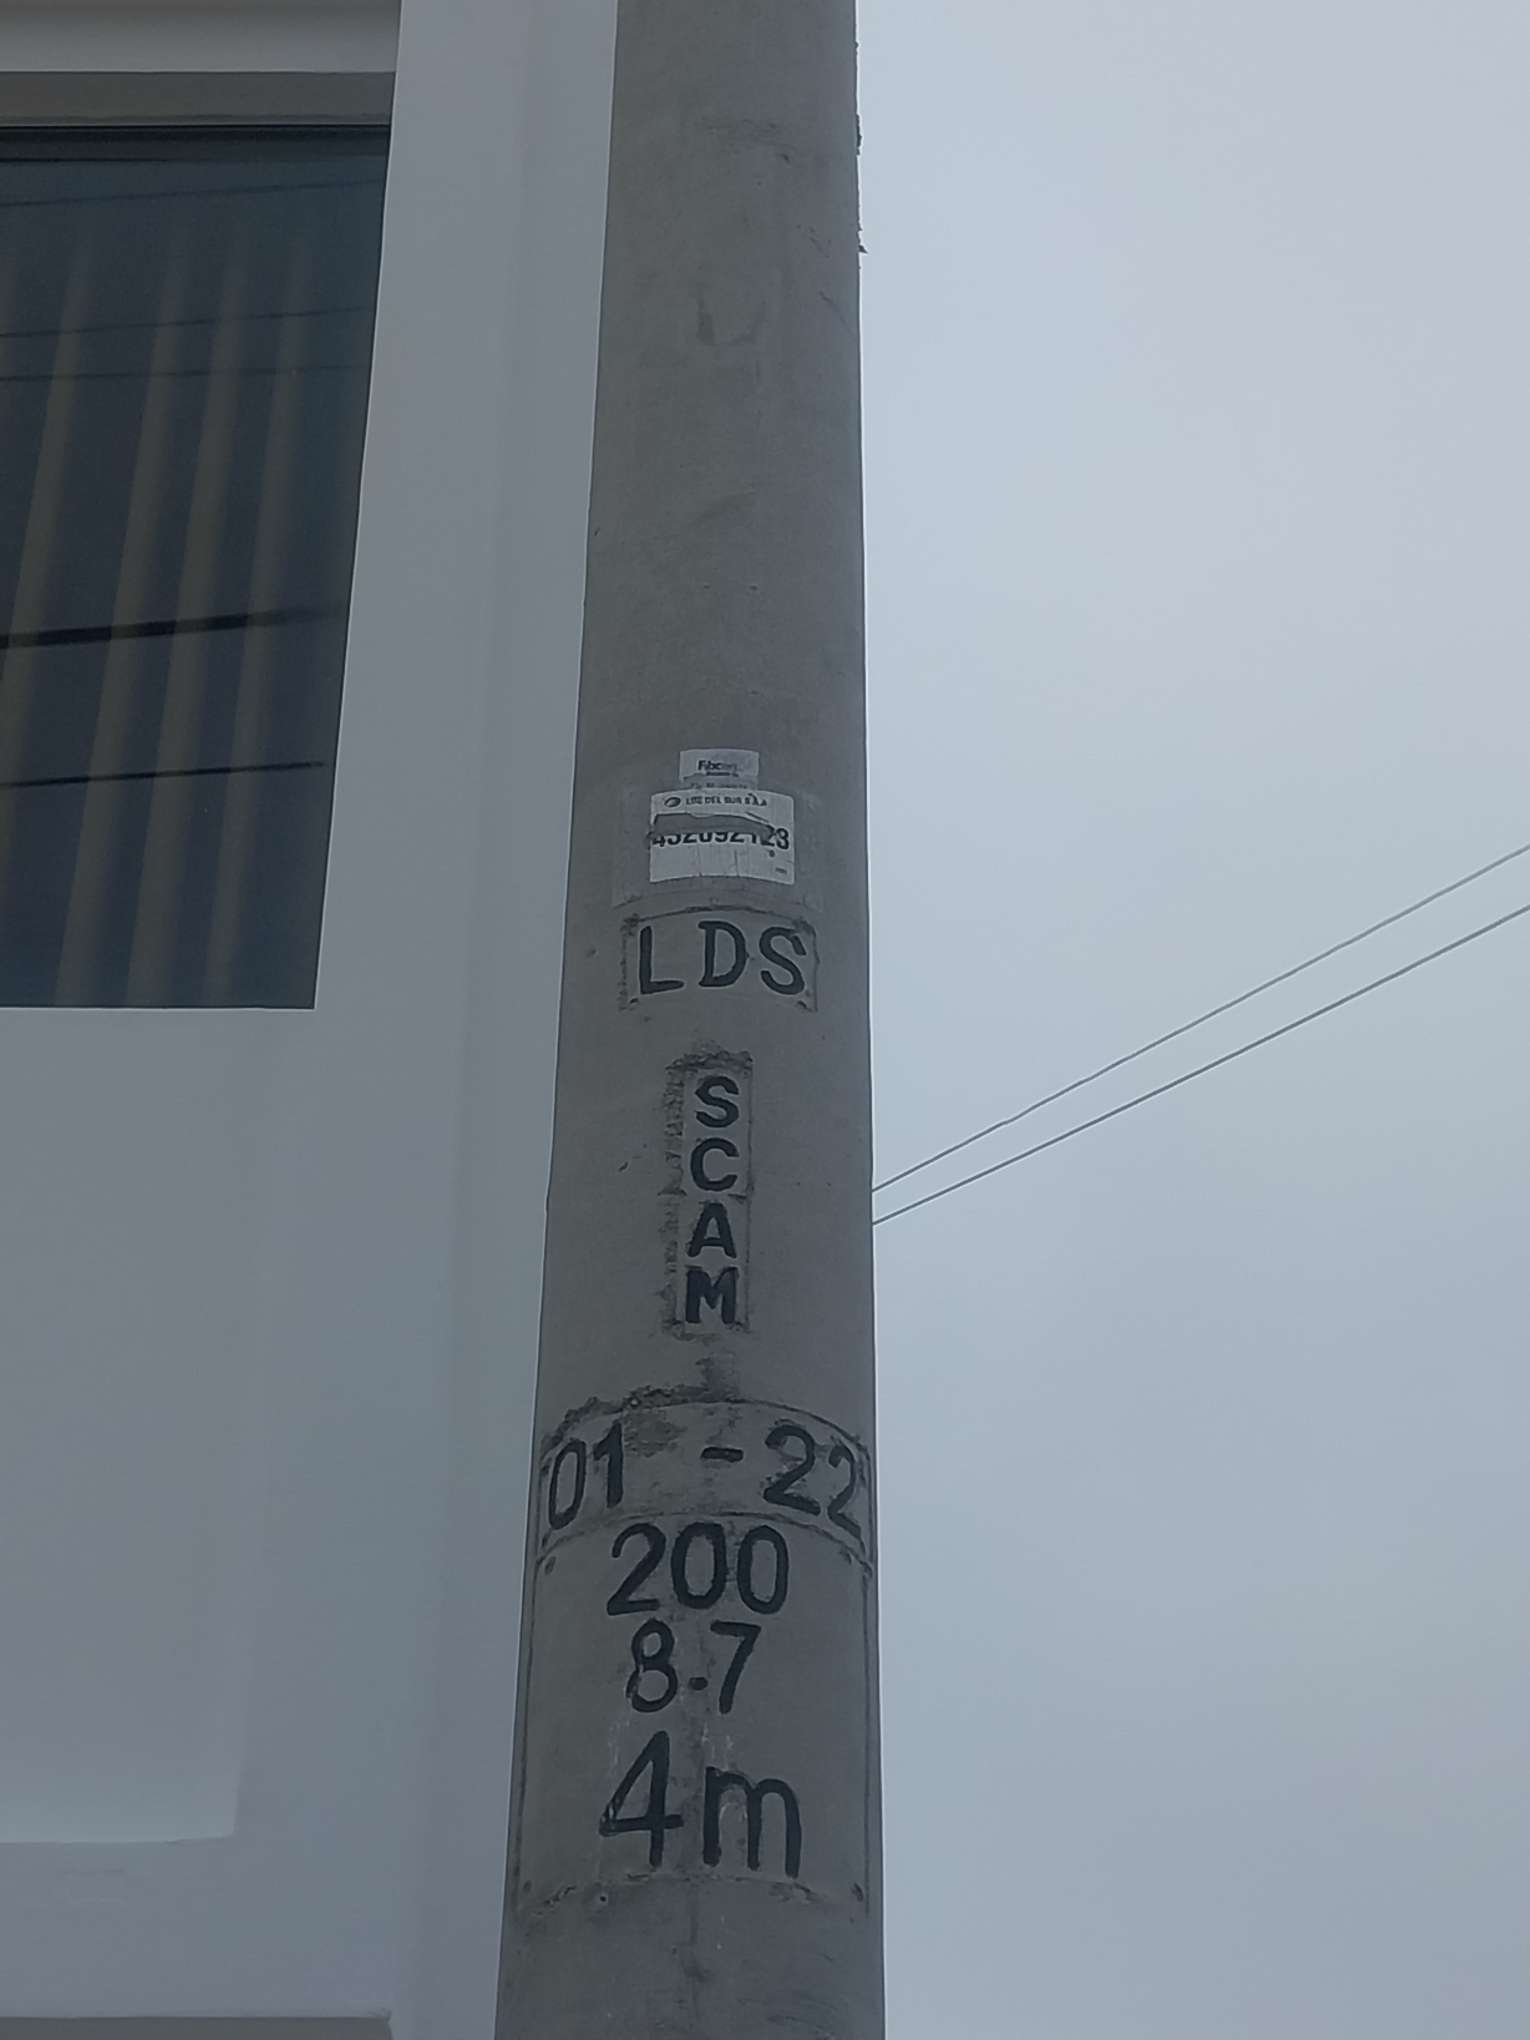 LUZ DEL SUR S.A.A
LDS
S
C
A
M
01 - 22
200
8.7
4m